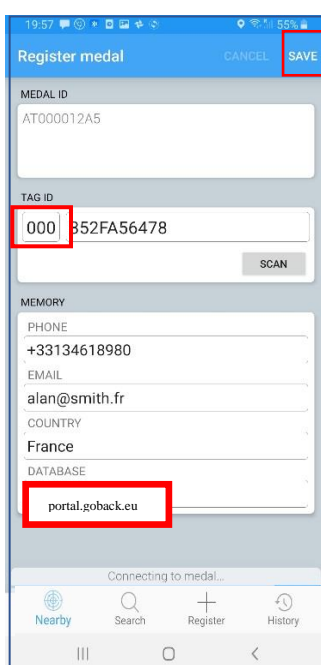 19:57 55%
Register medal CANCEL SAVE
MEDAL ID
AT000012A5
TAG ID
000 352FA56478
SCAN
MEMORY
PHONE
+33134618980
EMAIL
alan@smith.fr
COUNTRY
France
DATABASE
portal.goback.eu
Connecting to medal...
Nearby Search Register History